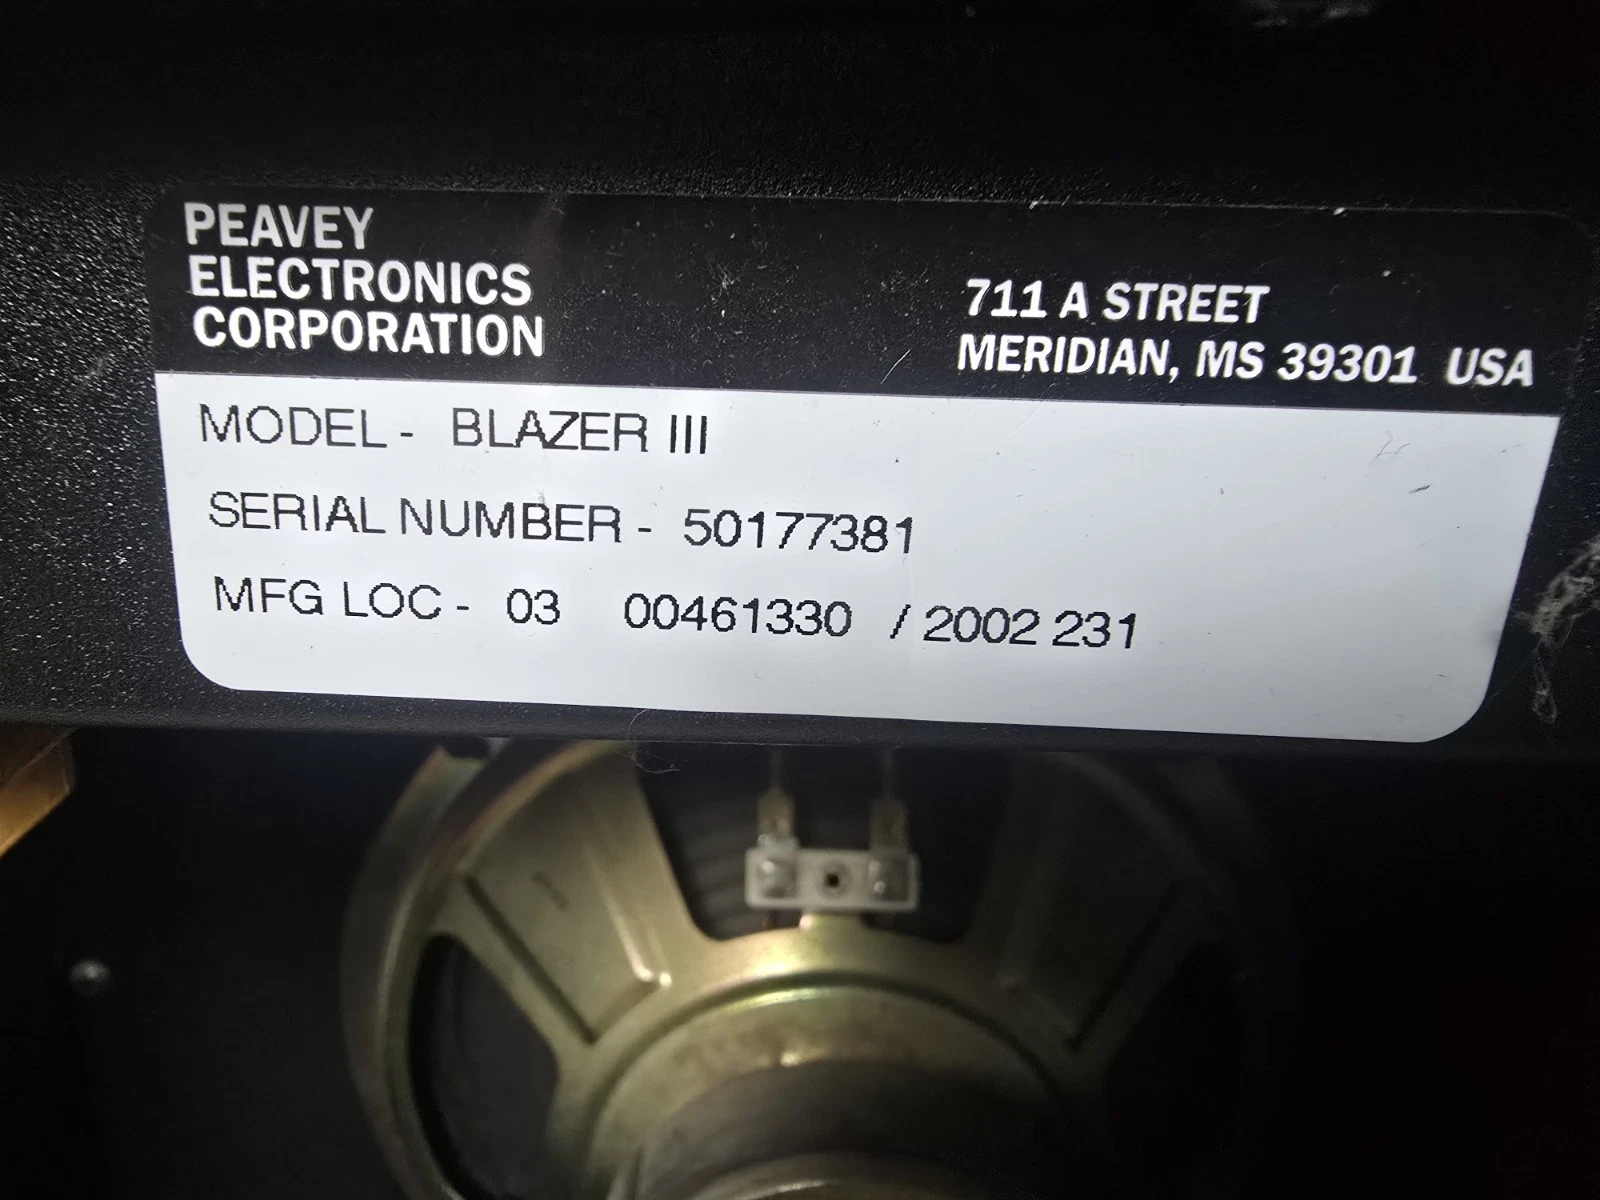 PEAVEY
ELECTRONICS
CORPORATION
711 A STREET
MERIDIAN, MS 39301 USA
MODEL - BLAZER III
SERIAL NUMBER - 50177381
MFG LOC - 03 00461330 / 2002 231